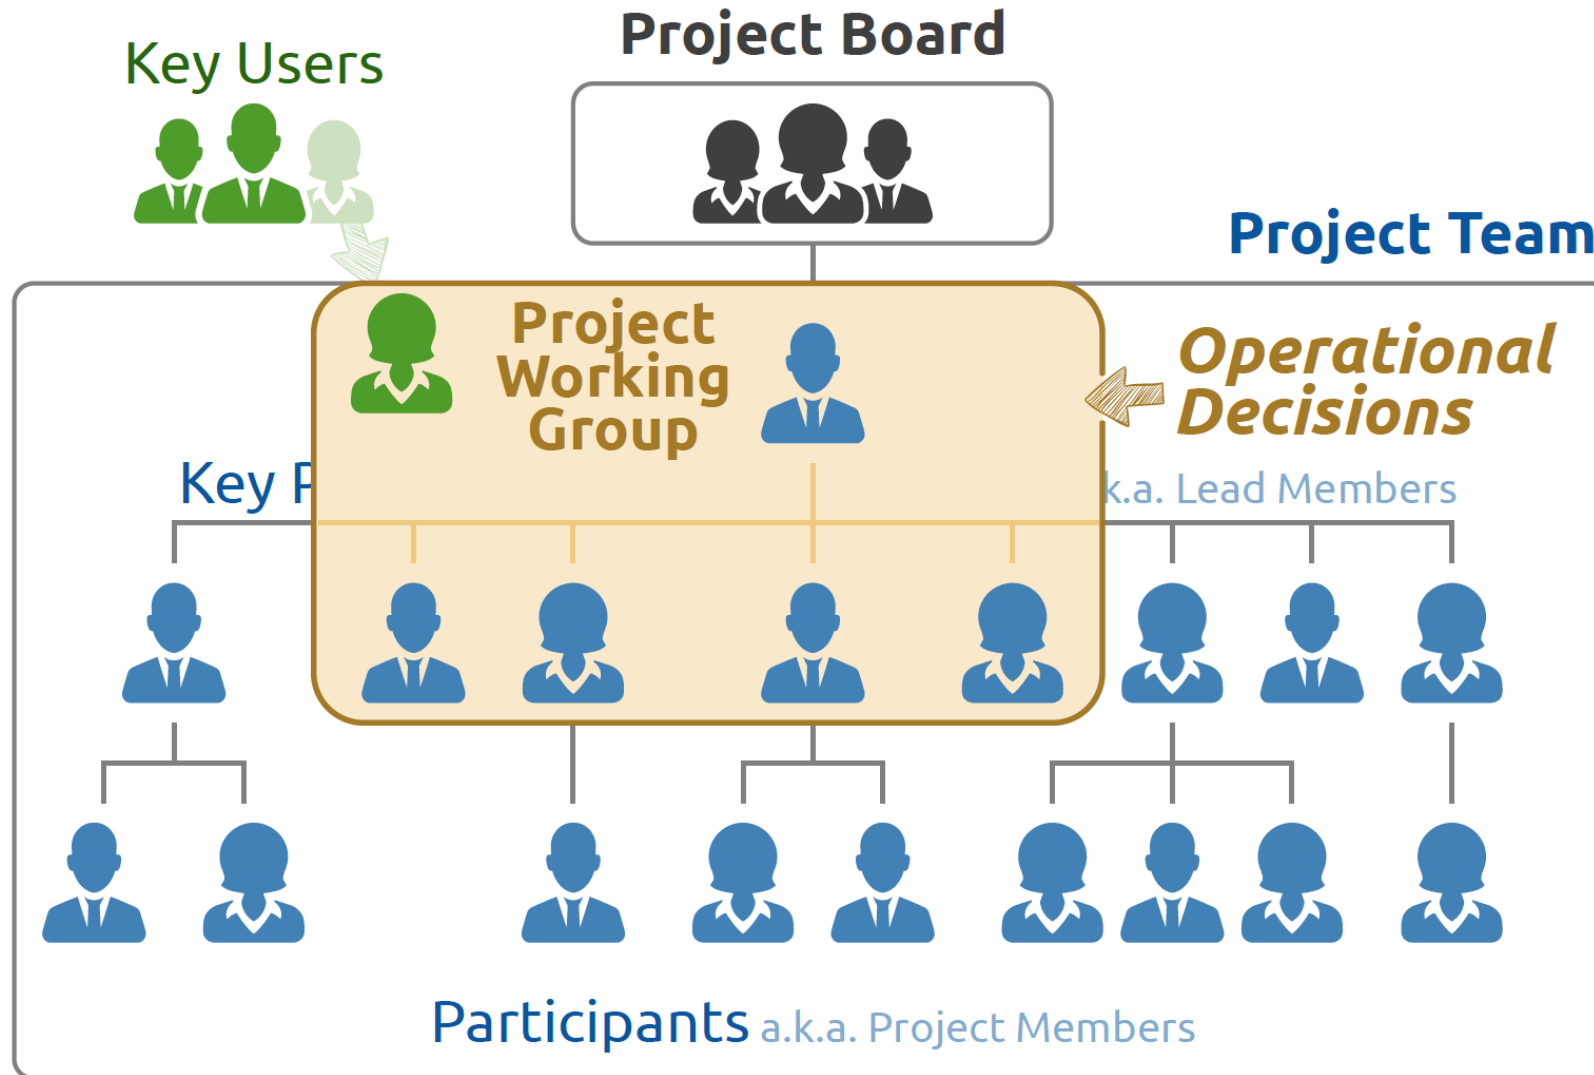 Project Board
Key Users
Project Team
Project
Working
Group
Operational
Decisions
Key
k.a. Lead Members
Participants a.k.a. Project Members